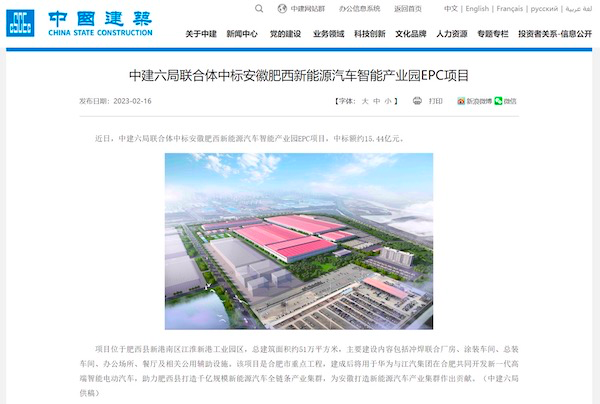 中國建築
CHINA STATE CONSTRUCTION
中建网站群 办公信息系统 返回首页 中文 | English | Français | русский | عربية لغة
关于中建 新闻中心 党的建设 业务领域 科技创新 文化品牌 人力资源 专题专栏 投资者关系-信息公开
中建六局联合体中标安徽肥西新能源汽车智能产业园EPC项目
发布日期：2023-02-16 【字体： 大 中 小 】 打印 新浪微博 微信
近日，中建六局联合体中标安徽肥西新能源汽车智能产业园EPC项目，中标额约15.44亿元。
项目位于肥西县新港南区江淮新港工业园区，总建筑面积约51万平方米，主要建设内容包括冲焊联合厂房、涂装车间、总装
车间、办公场所、餐厅及相关公用辅助设施。该项目是合肥市重点工程，建成后将用于华为与江汽集团在合肥共同开发新一代高
端智能电动汽车，助力肥西县打造千亿规模新能源汽车全链条产业集群，为安徽打造新能源汽车产业集群作出贡献。（中建六局
供稿）